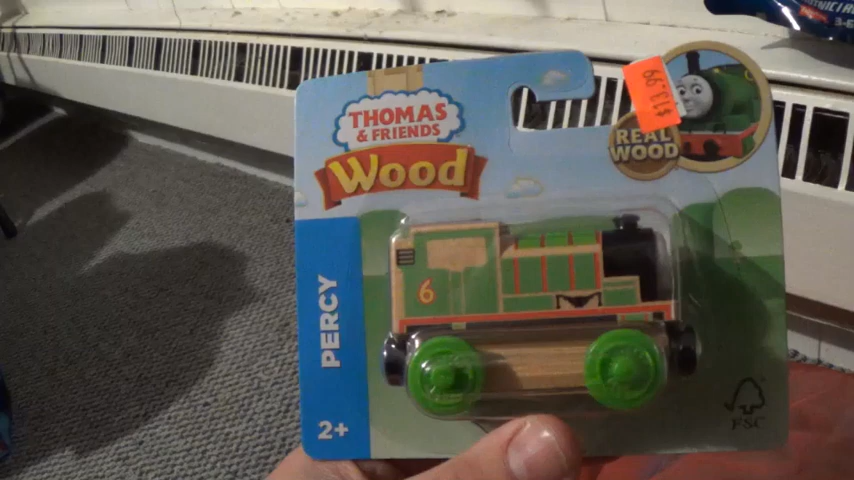 THOMAS
& FRIENDS
Wood
$13.99
REAL
WOOD
6
PERCY
2+
FSC